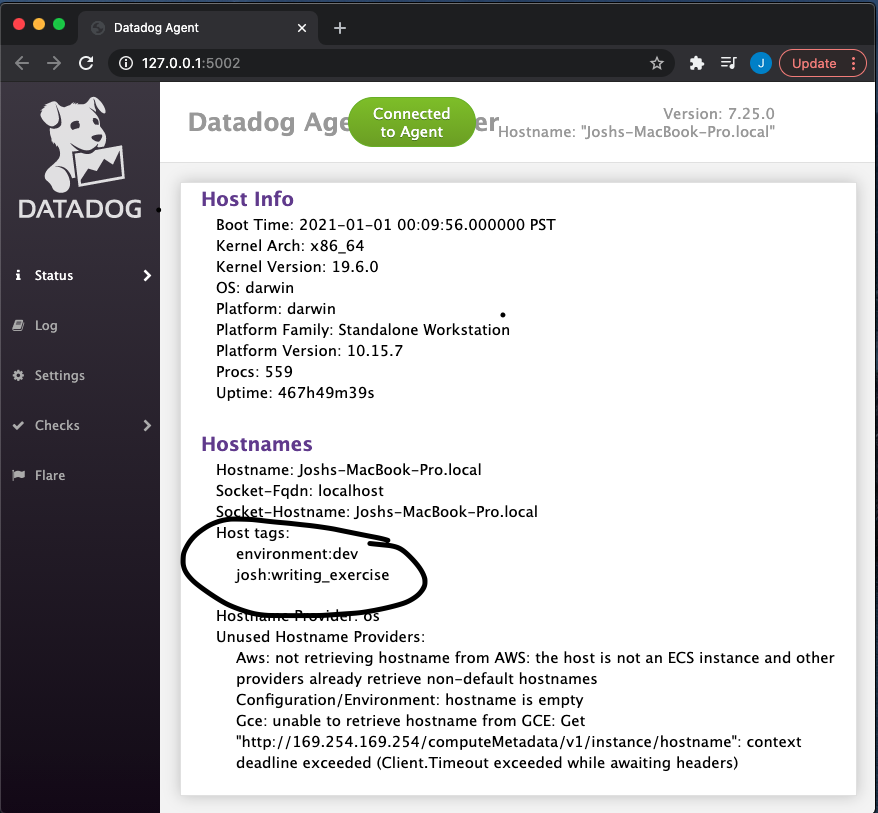 Datadog Agent
127.0.0.1:5002
J
Update
DATADOG
Status
Log
Settings
Checks
Flare
Datadog Age
er
Connected
to Agent
Version: 7.25.0
Hostname: "Joshs-MacBook-Pro.local"
Host Info
Boot Time: 2021-01-01 00:09:56.000000 PST
Kernel Arch: x86_64
Kernel Version: 19.6.0
OS: darwin
Platform: darwin
Platform Family: Standalone Workstation
Platform Version: 10.15.7
Procs: 559
Uptime: 467h49m39s
Hostnames
Hostname: Joshs-MacBook-Pro.local
Socket-Fqdn: localhost
Socket-Hostname: Joshs-MacBook-Pro.local
Host tags:
environment:dev
josh:writing_exercise
Hostname Provider: os
Unused Hostname Providers:
Aws: not retrieving hostname from AWS: the host is not an ECS instance and other
providers already retrieve non-default hostnames
Configuration/Environment: hostname is empty
Gce: unable to retrieve hostname from GCE: Get
"http://169.254.169.254/computeMetadata/v1/instance/hostname": context
deadline exceeded (Client.Timeout exceeded while awaiting headers)